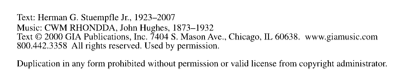 Text: Herman G. Stuempfle Jr., 1923–2007
Music: CWM RHONDDA, John Hughes, 1873–1932
Text © 2000 GIA Publications, Inc. 7404 S. Mason Ave., Chicago, IL 60638. www.giamusic.com
800.442.3358 All rights reserved. Used by permission.
Duplication in any form prohibited without permission or valid license from copyright administrator.